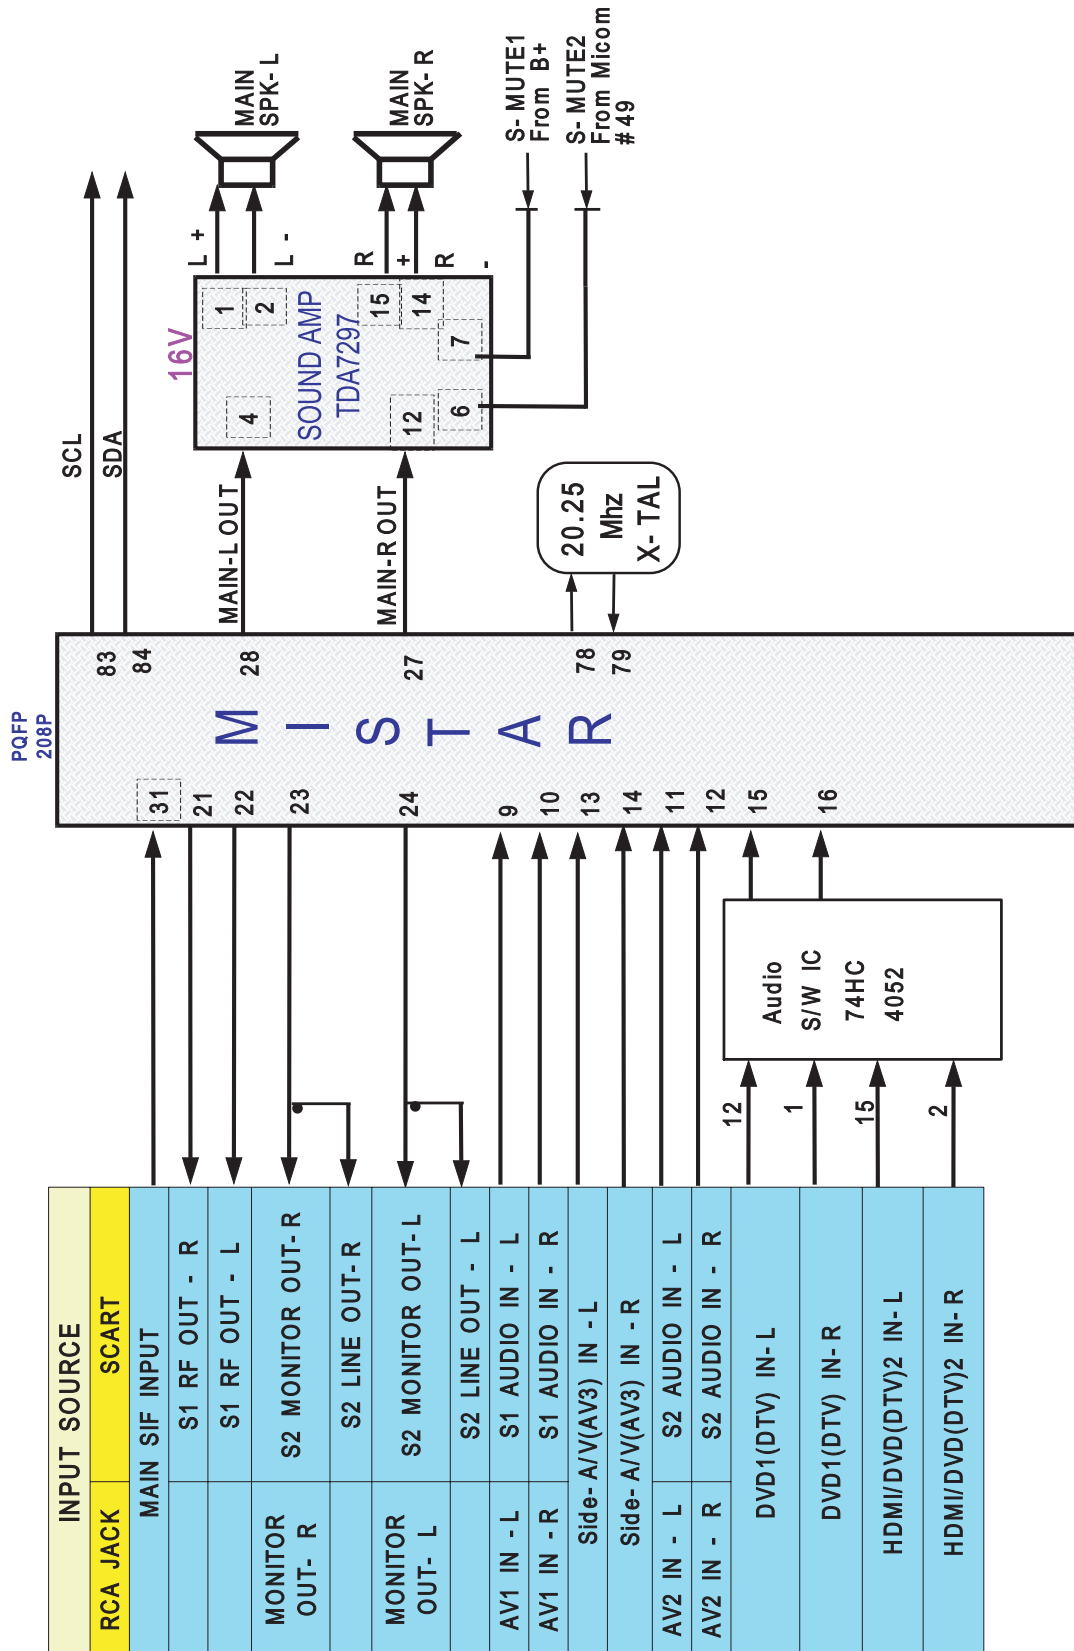 INPUT SOURCE
RCA JACK
SCART
MAIN SIF INPUT
S1 RF OUT - R
S1 RF OUT - L
MONITOR
OUT- R
S2 MONITOR OUT- R
S2 LINE OUT- R
MONITOR
OUT- L
S2 MONITOR OUT- L
S2 LINE OUT - L
AV1 IN - L
S1 AUDIO IN - L
AV1 IN - R
S1 AUDIO IN - R
Side- A/V(AV3) IN - L
Side- A/V(AV3) IN - R
AV2 IN - L
S2 AUDIO IN - L
AV2 IN - R
S2 AUDIO IN - R
DVD1(DTV) IN- L
DVD1(DTV) IN- R
HDMI/DVD(DTV)2 IN- L
HDMI/DVD(DTV)2 IN- R
12
1
15
2
Audio
S/W IC
74HC
4052
PQFP
208P
31
21
22
23
24
9
10
13
14
11
12
15
16
MISTAR
83
84
28
27
78
79
SCL
SDA
MAIN-L OUT
MAIN-R OUT
20.25
Mhz
X- TAL
16V
4
12
6
7
SOUND AMP
TDA7297
1
2
15
14
L +
L -
R
+
R
-
MAIN
SPK- L
MAIN
SPK- R
S- MUTE1
From B+
S- MUTE2
From Micom
#49